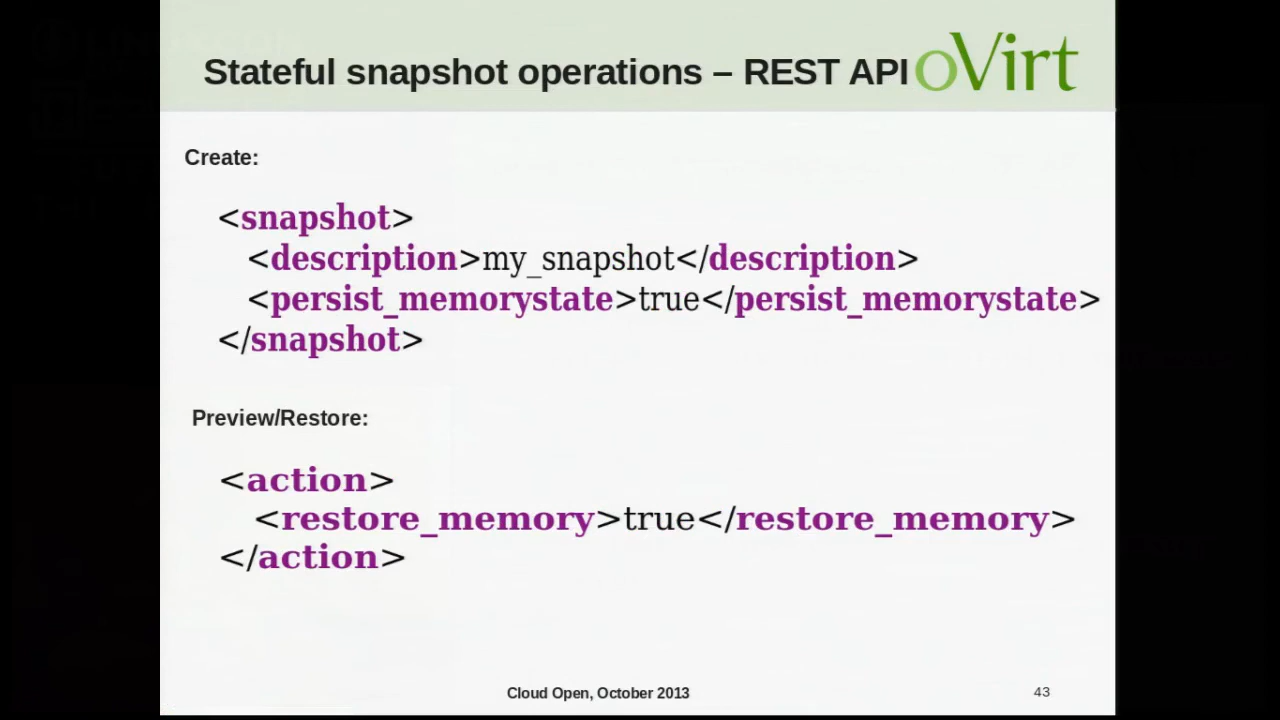 Stateful snapshot operations – REST API
oVirt
Create:
<snapshot>
<description>my_snapshot</description>
<persist_memorystate>true</persist_memorystate>
</snapshot>
Preview/Restore:
<action>
<restore_memory>true</restore_memory>
</action>
Cloud Open, October 2013
43